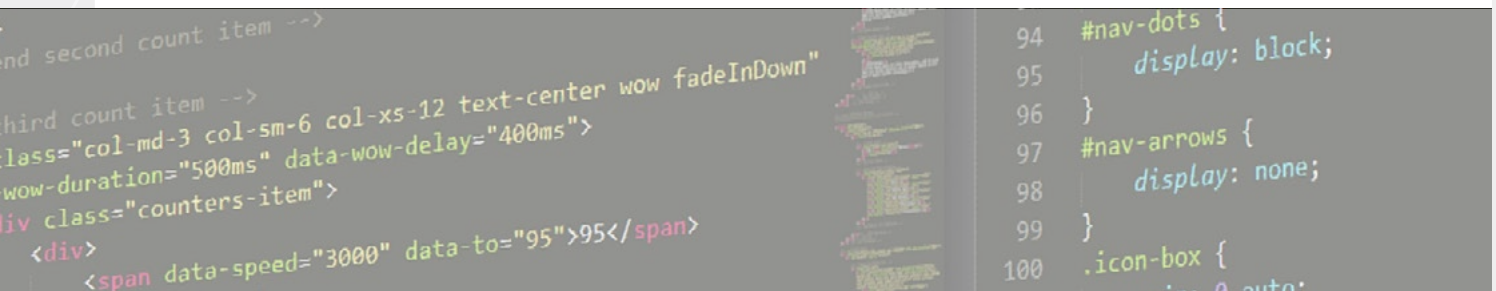 end second count item -->
third count item -->
class="col-md-3 col-sm-6 col-xs-12 text-center wow fadeInDown"
-wow-duration="500ms" data-wow-delay="400ms">
div class="counters-item">
<div>
<span data-speed="3000" data-to="95">95</span>
94 #nav-dots {
95 display: block;
96 }
97 #nav-arrows {
98 display: none;
99 }
100 .icon-box {
0 auto;